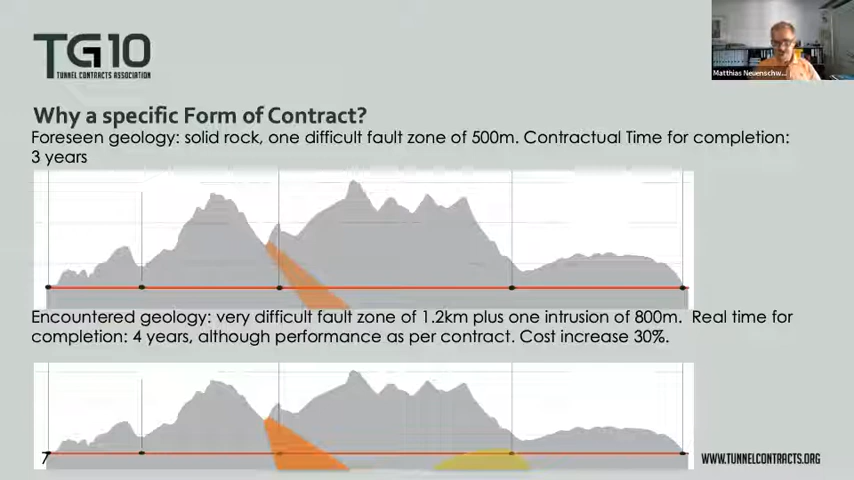 TG10
TUNNEL CONTRACTS ASSOCIATION
Matthias Neuenschw...
Why a specific Form of Contract?
Foreseen geology: solid rock, one difficult fault zone of 500m. Contractual Time for completion:
3 years
Encountered geology: very difficult fault zone of 1.2km plus one intrusion of 800m.  Real time for
completion: 4 years, although performance as per contract. Cost increase 30%.
7
WWW.TUNNELCONTRACTS.ORG